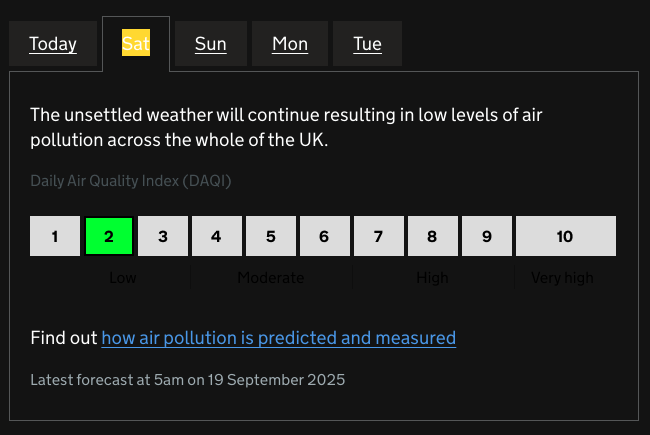 Today Sat Sun Mon Tue
The unsettled weather will continue resulting in low levels of air
pollution across the whole of the UK.
Daily Air Quality Index (DAQI)
1 2 3 4 5 6 7 8 9 10
Low Moderate High Very high
Find out how air pollution is predicted and measured
Latest forecast at 5am on 19 September 2025